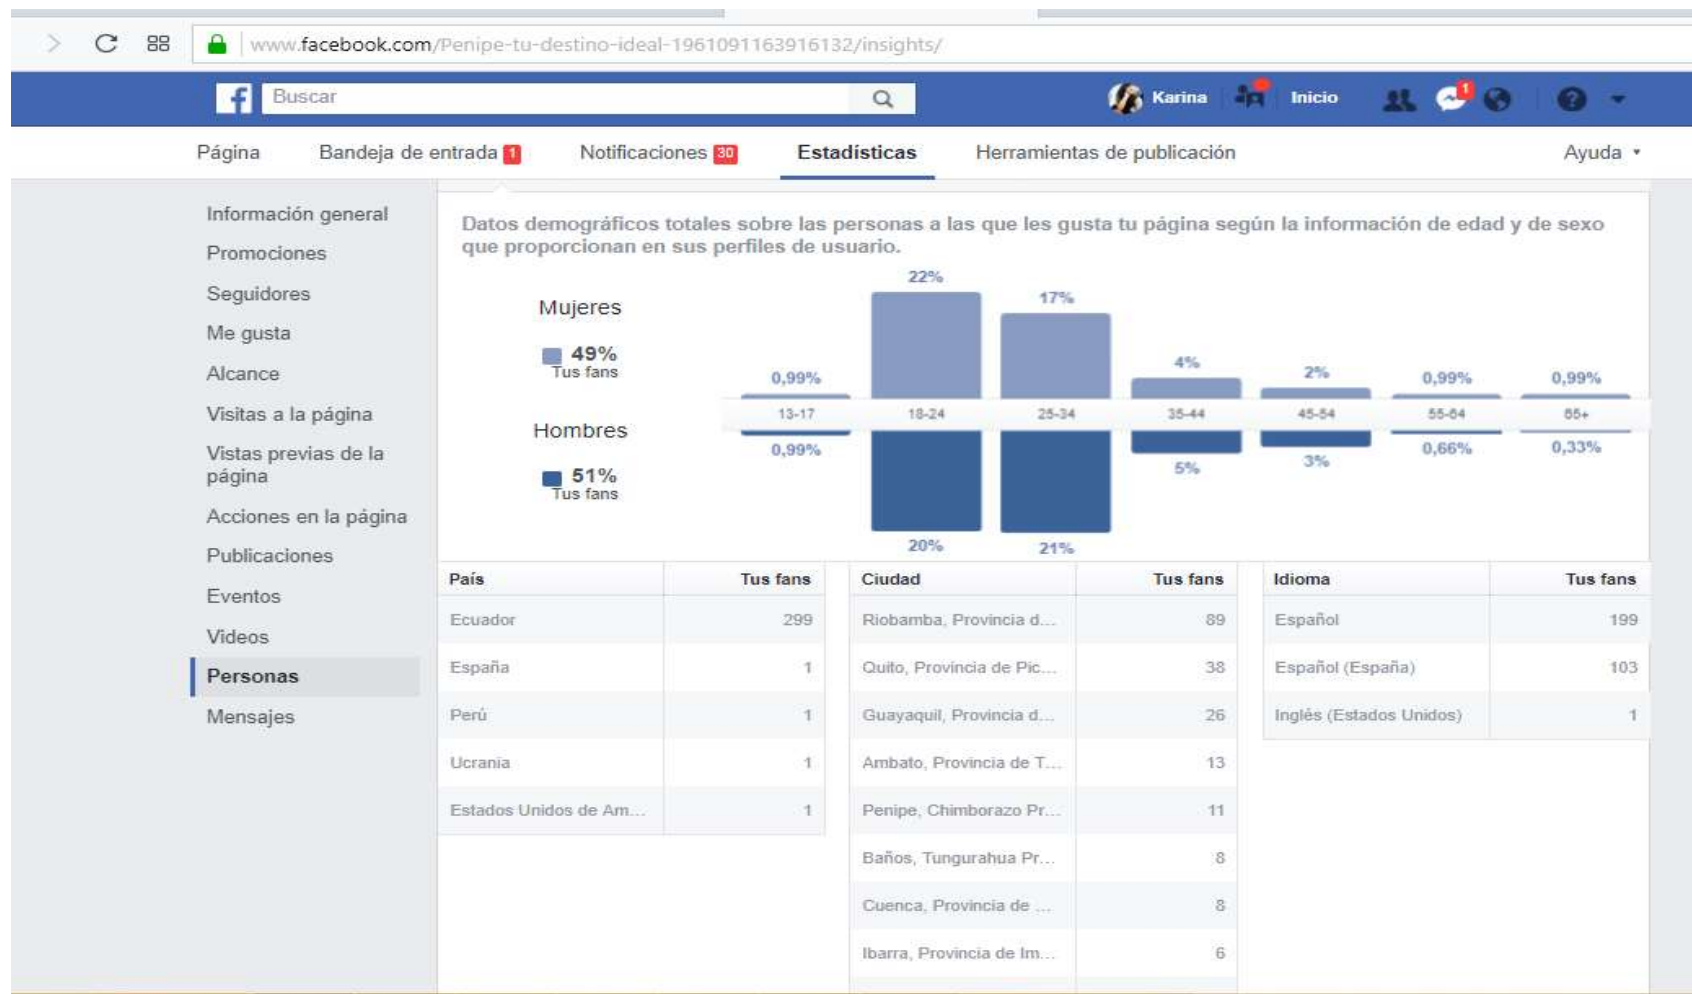 www.facebook.com/Penipe-tu-destino-ideal-1961091163916132/insights/
Buscar
Karina
Inicio
1
Página
Bandeja de entrada 1
Notificaciones 30
Estadísticas
Herramientas de publicación
Ayuda
Información general
Promociones
Seguidores
Me gusta
Alcance
Visitas a la página
Vistas previas de la
página
Acciones en la página
Publicaciones
Eventos
Videos
Personas
Mensajes
Datos demográficos totales sobre las personas a las que les gusta tu página según la información de edad y de sexo
que proporcionan en sus perfiles de usuario.
Mujeres
49%
Tus fans
0,99% 22% 17% 4% 2% 0,99% 0,99%
13-17 18-24 25-34 35-44 45-54 55-64 65+
Hombres
51%
Tus fans
0,99% 20% 21% 5% 3% 0,66% 0,33%
País Tus fans
Ecuador 299
España 1
Perú 1
Ucrania 1
Estados Unidos de Am... 1
Ciudad Tus fans
Riobamba, Provincia d... 89
Quito, Provincia de Pic... 38
Guayaquil, Provincia d... 26
Ambato, Provincia de T... 13
Penipe, Chimborazo Pr... 11
Baños, Tungurahua Pr... 8
Cuenca, Provincia de ... 8
Ibarra, Provincia de Im... 6
Idioma Tus fans
Español 199
Español (España) 103
Inglés (Estados Unidos) 1